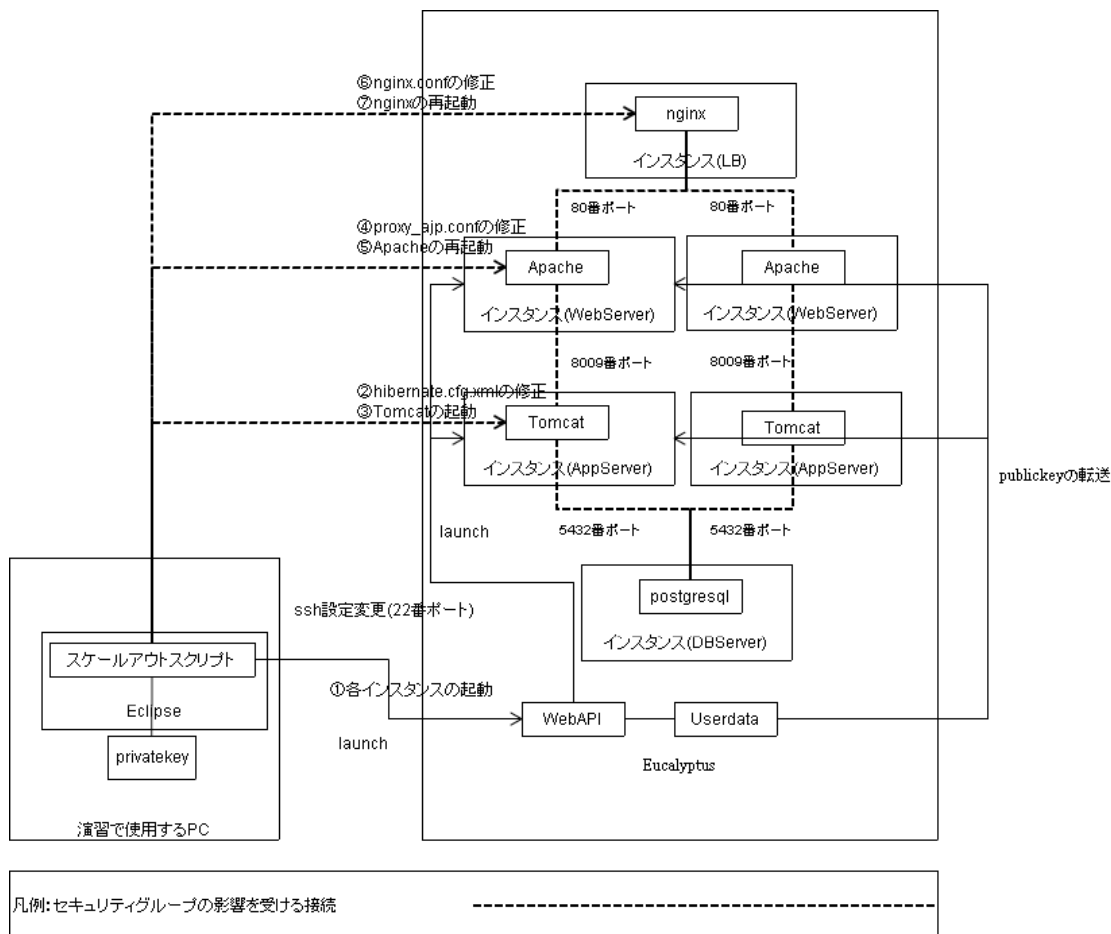 ⑥nginx.confの修正
⑦nginxの再起動
nginx
インスタンス(LB)
80番ポート
80番ポート
④proxy_ajp.confの修正
⑤Apacheの再起動
Apache
Apache
インスタンス(WebServer)
インスタンス(WebServer)
8009番ポート
8009番ポート
②hibernate.cfg.xmlの修正
③Tomcatの起動
Tomcat
Tomcat
インスタンス(AppServer)
インスタンス(AppServer)
publickeyの転送
launch
5432番ポート
5432番ポート
postgresql
インスタンス(DBServer)
ssh設定変更(22番ポート)
スケールアウトスクリプト
Eclipse
①各インスタンスの起動
WebAPI
Userdata
launch
privatekey
Eucalyptus
演習で使用するPC
凡例：セキュリティグループの影響を受ける接続